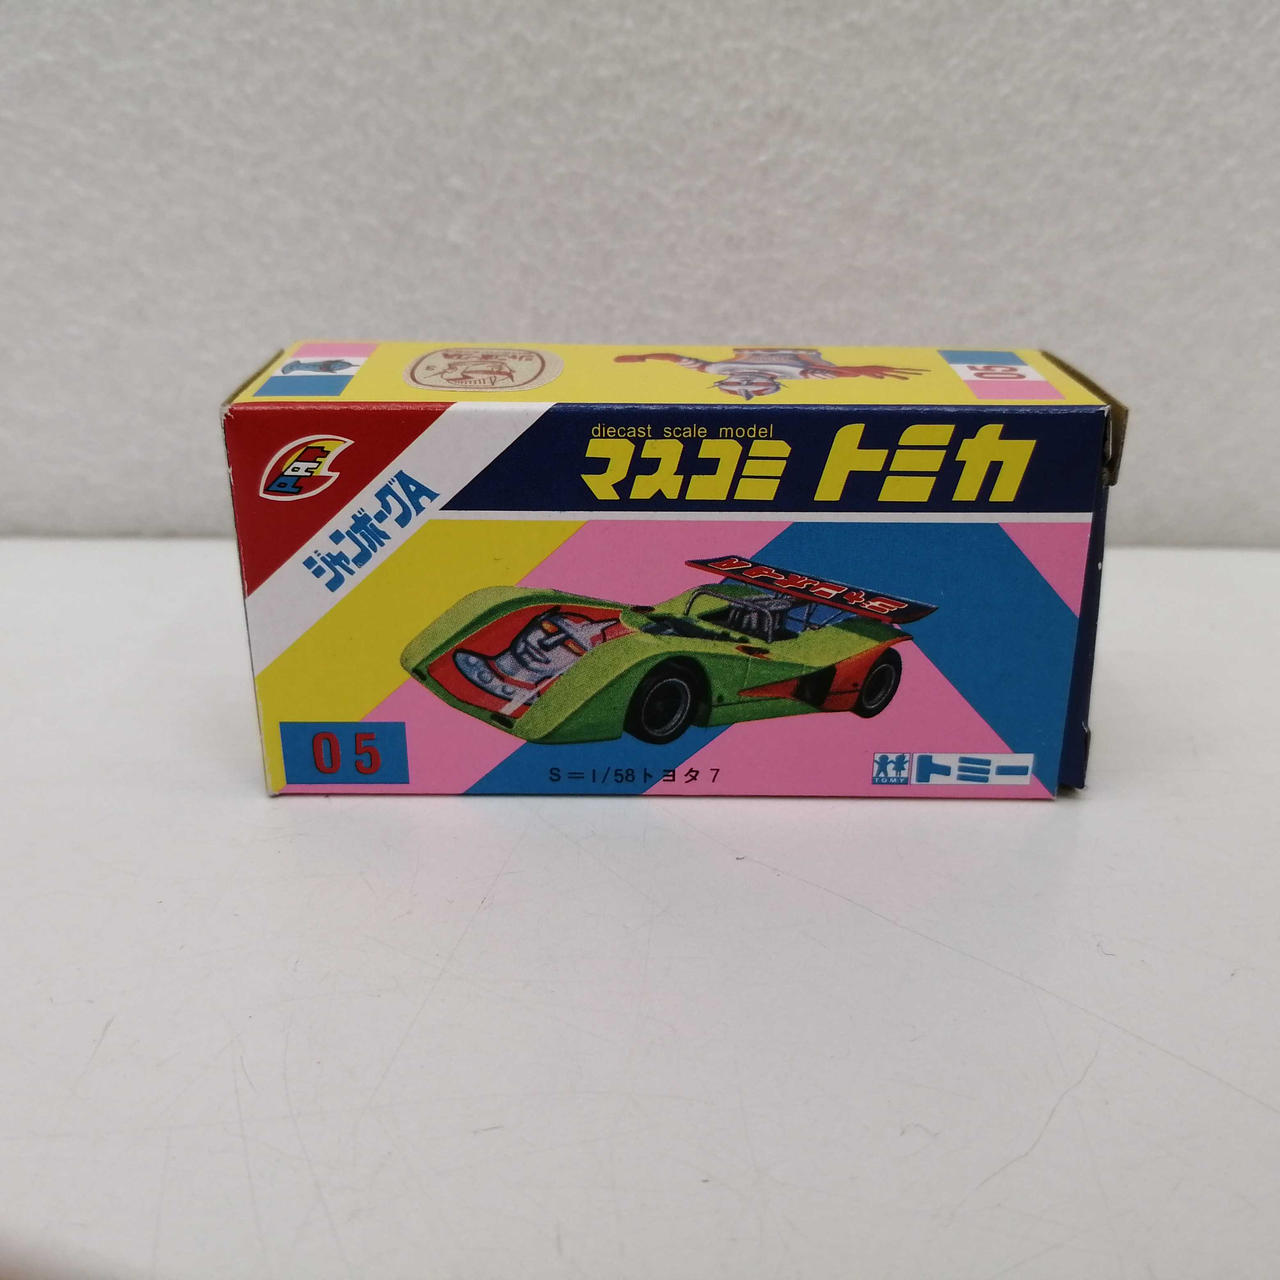 05
PAT
ジャンボーグA
diecast scale model
マスコミ トミカ
05
S=1/58トヨタ7
TOMY
トミー